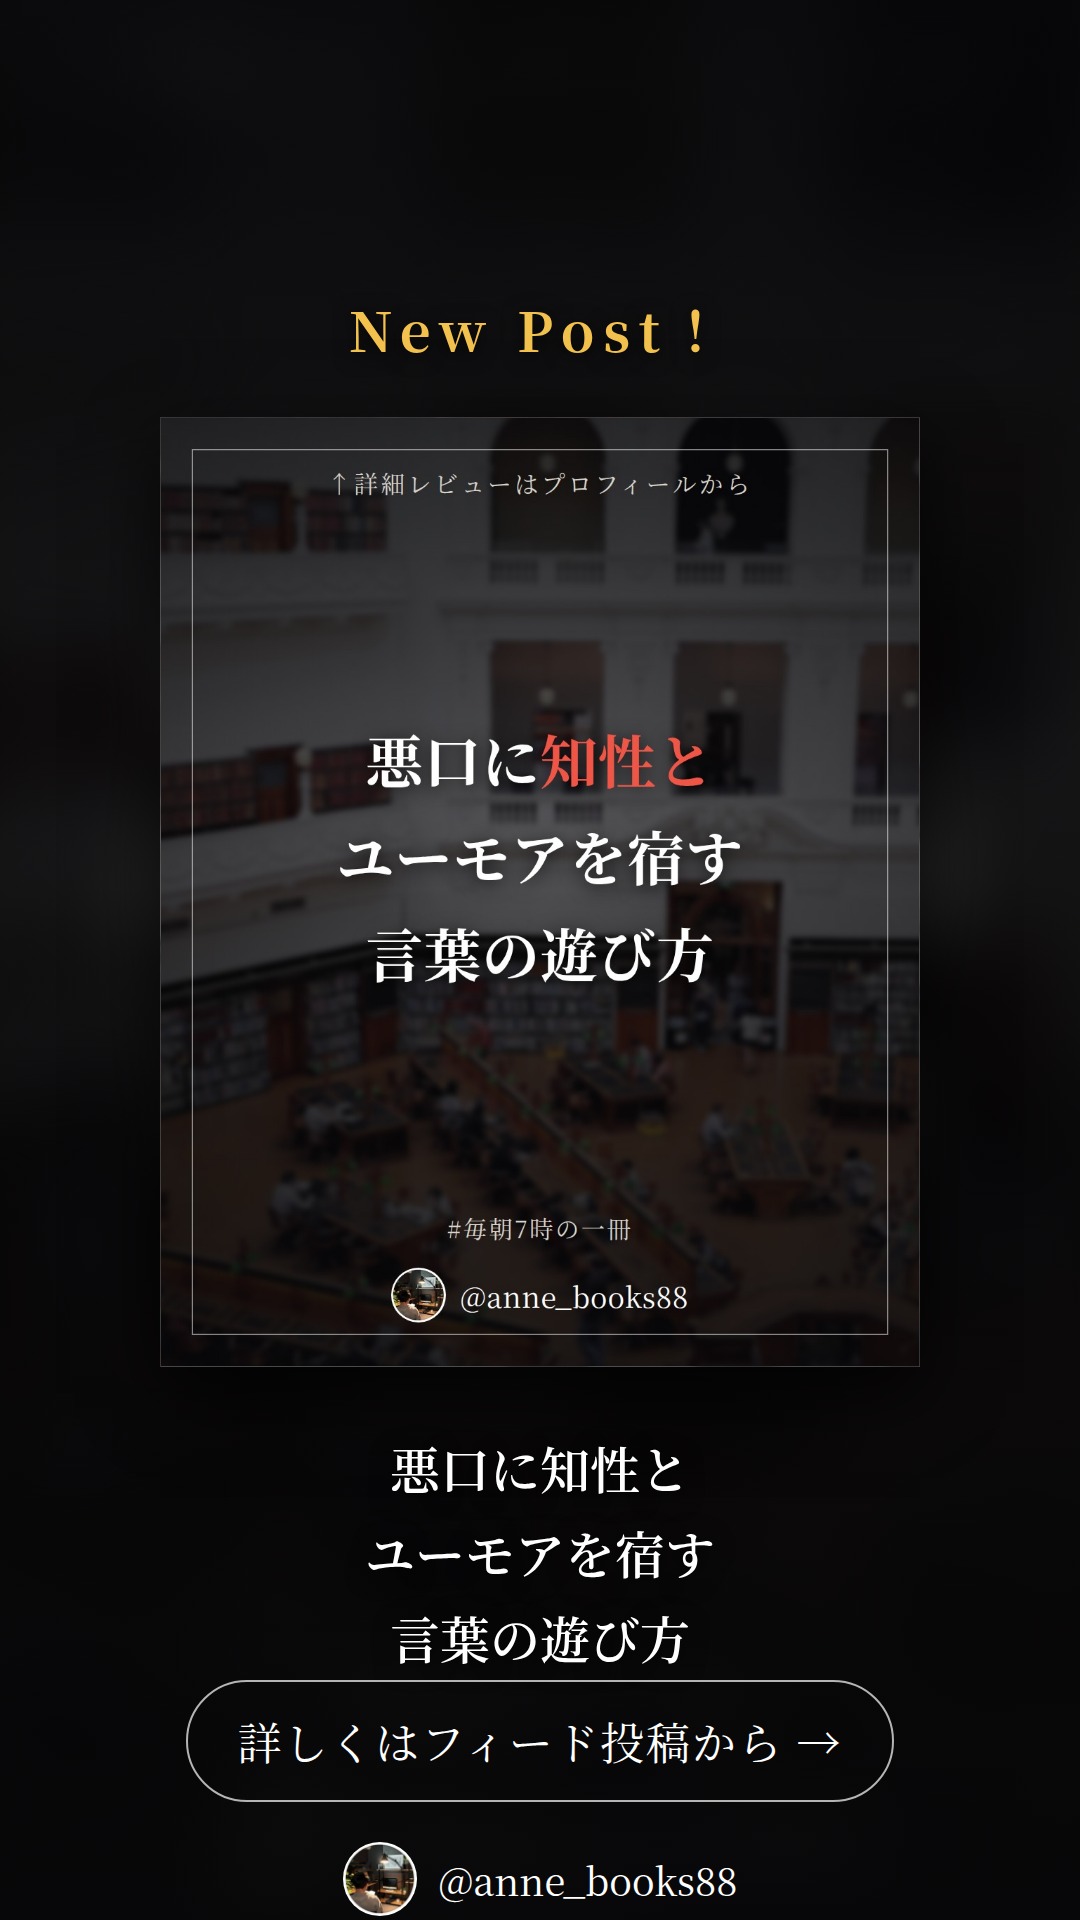 New Post！
↑詳細レビューはプロフィールから
悪口に知性と
ユーモアを宿す
言葉の遊び方
#毎朝7時の一冊
@anne_books88
悪口に知性と
ユーモアを宿す
言葉の遊び方
詳しくはフィード投稿から →
@anne_books88